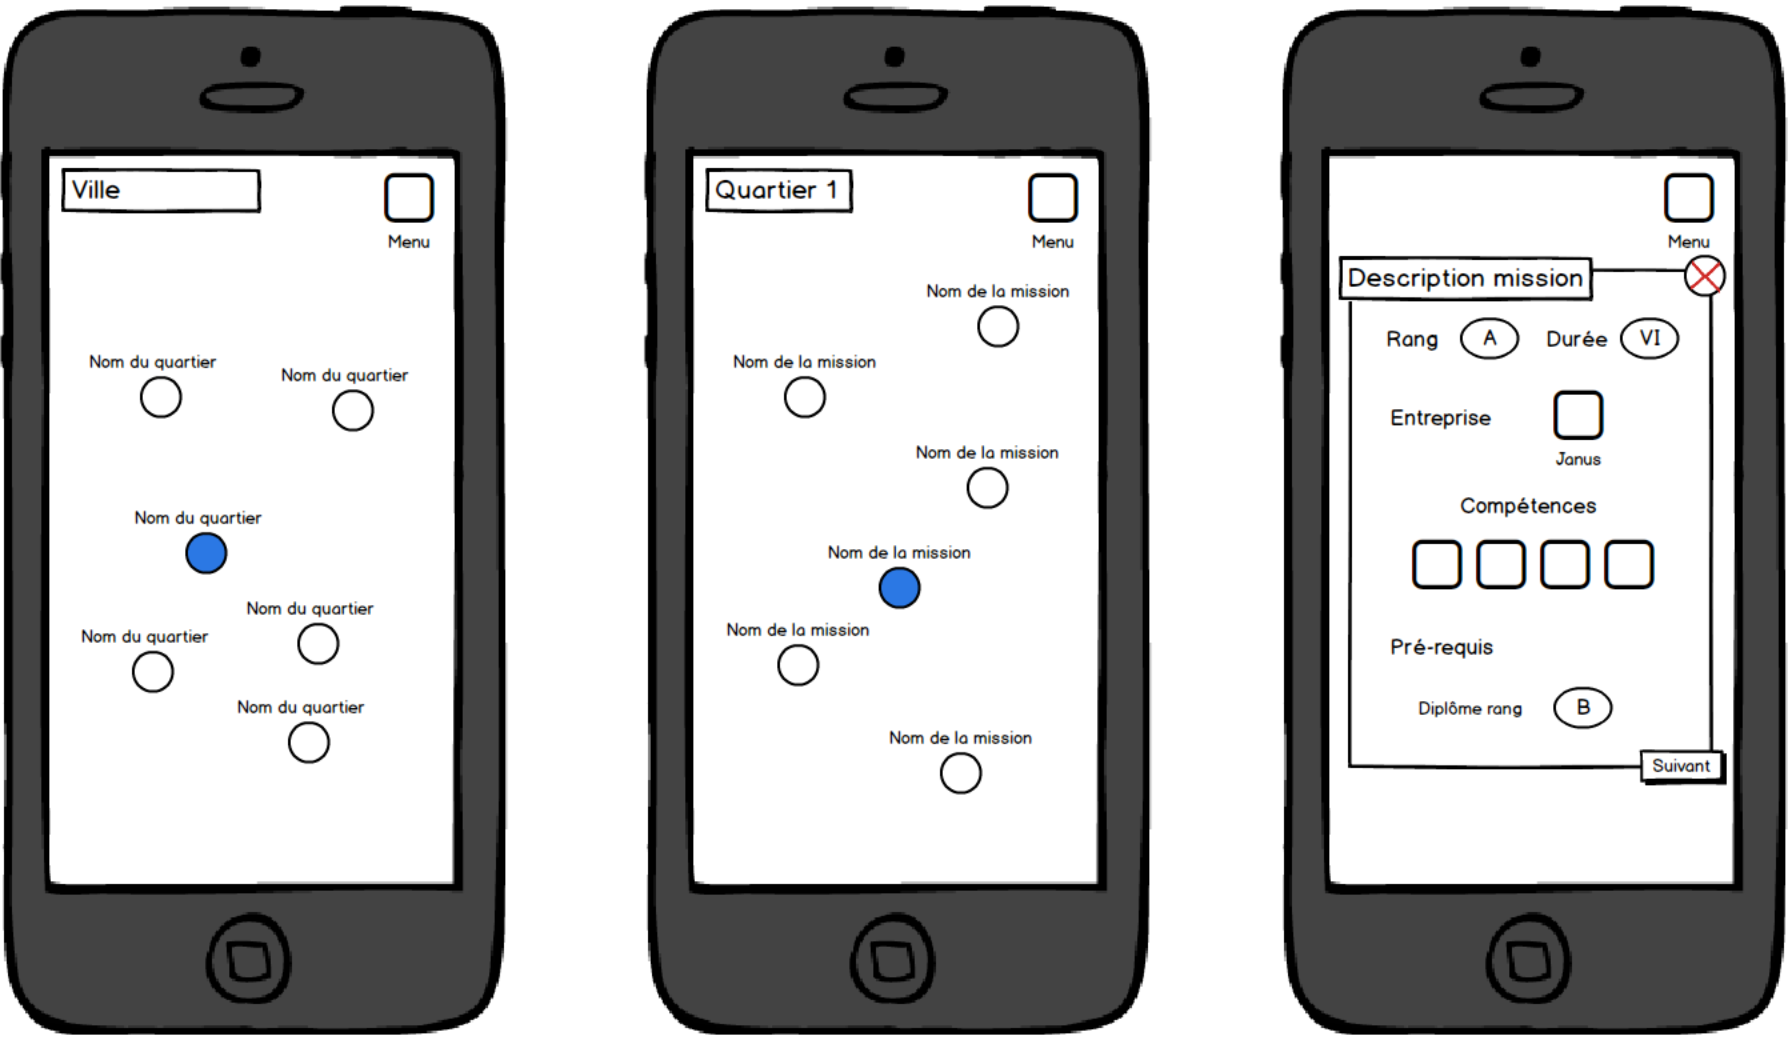 Ville
Menu
Nom du quartier
Nom du quartier
Nom du quartier
Nom du quartier
Nom du quartier
Nom du quartier
Quartier 1
Menu
Nom de la mission
Nom de la mission
Nom de la mission
Nom de la mission
Nom de la mission
Nom de la mission
Menu
Description mission
Rang A Durée VI
Entreprise
Janus
Compétences
Pré-requis
Diplôme rang B
Suivant